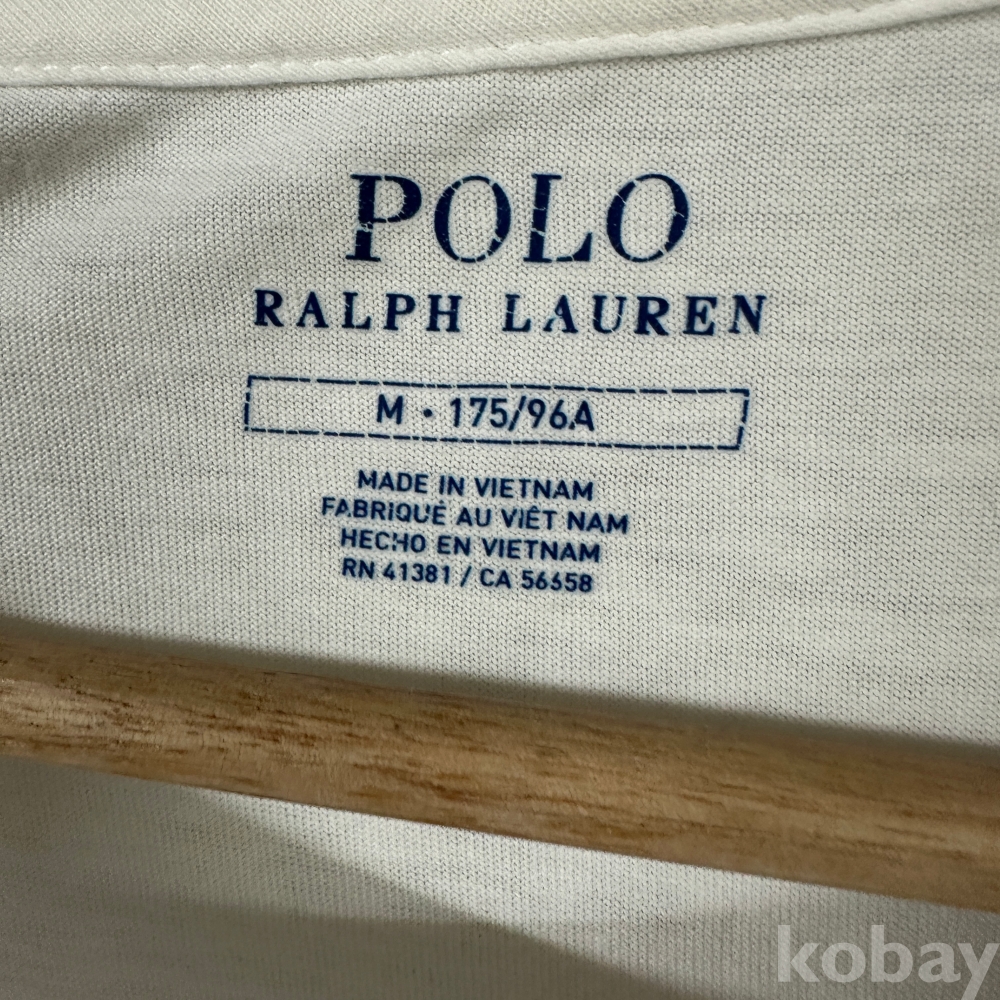 POLO
RALPH LAUREN
M • 175/96A
MADE IN VIETNAM
FABRIQUÉ AU VIÊT NAM
HECHO EN VIETNAM
RN 41381 / CA 56658
kobay